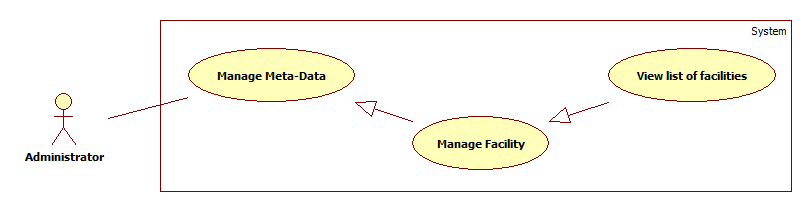 System
Manage Meta-Data
View list of facilities
Manage Facility
Administrator